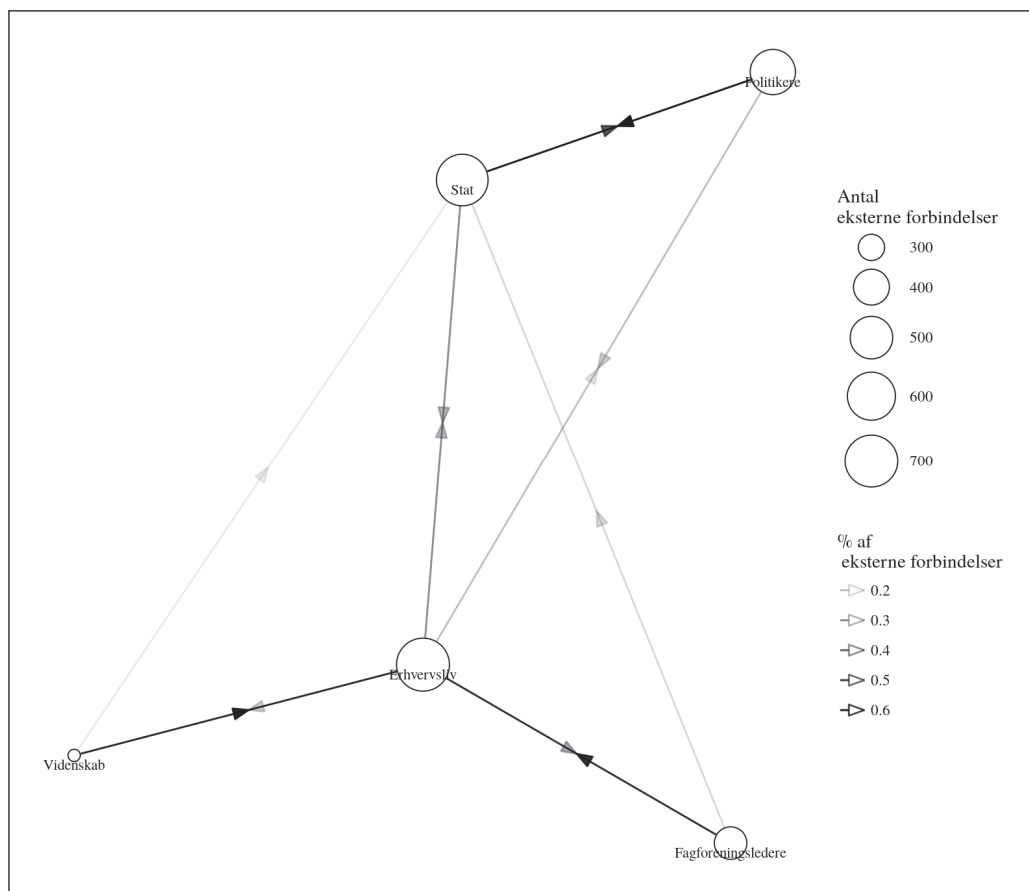 Politikere
Stat
Antal
eksterne forbindelser
300
400
500
600
700
% af
eksterne forbindelser
0.2
0.3
0.4
0.5
0.6
Erhvervsliv
Videnskab
Fagforeningsledere